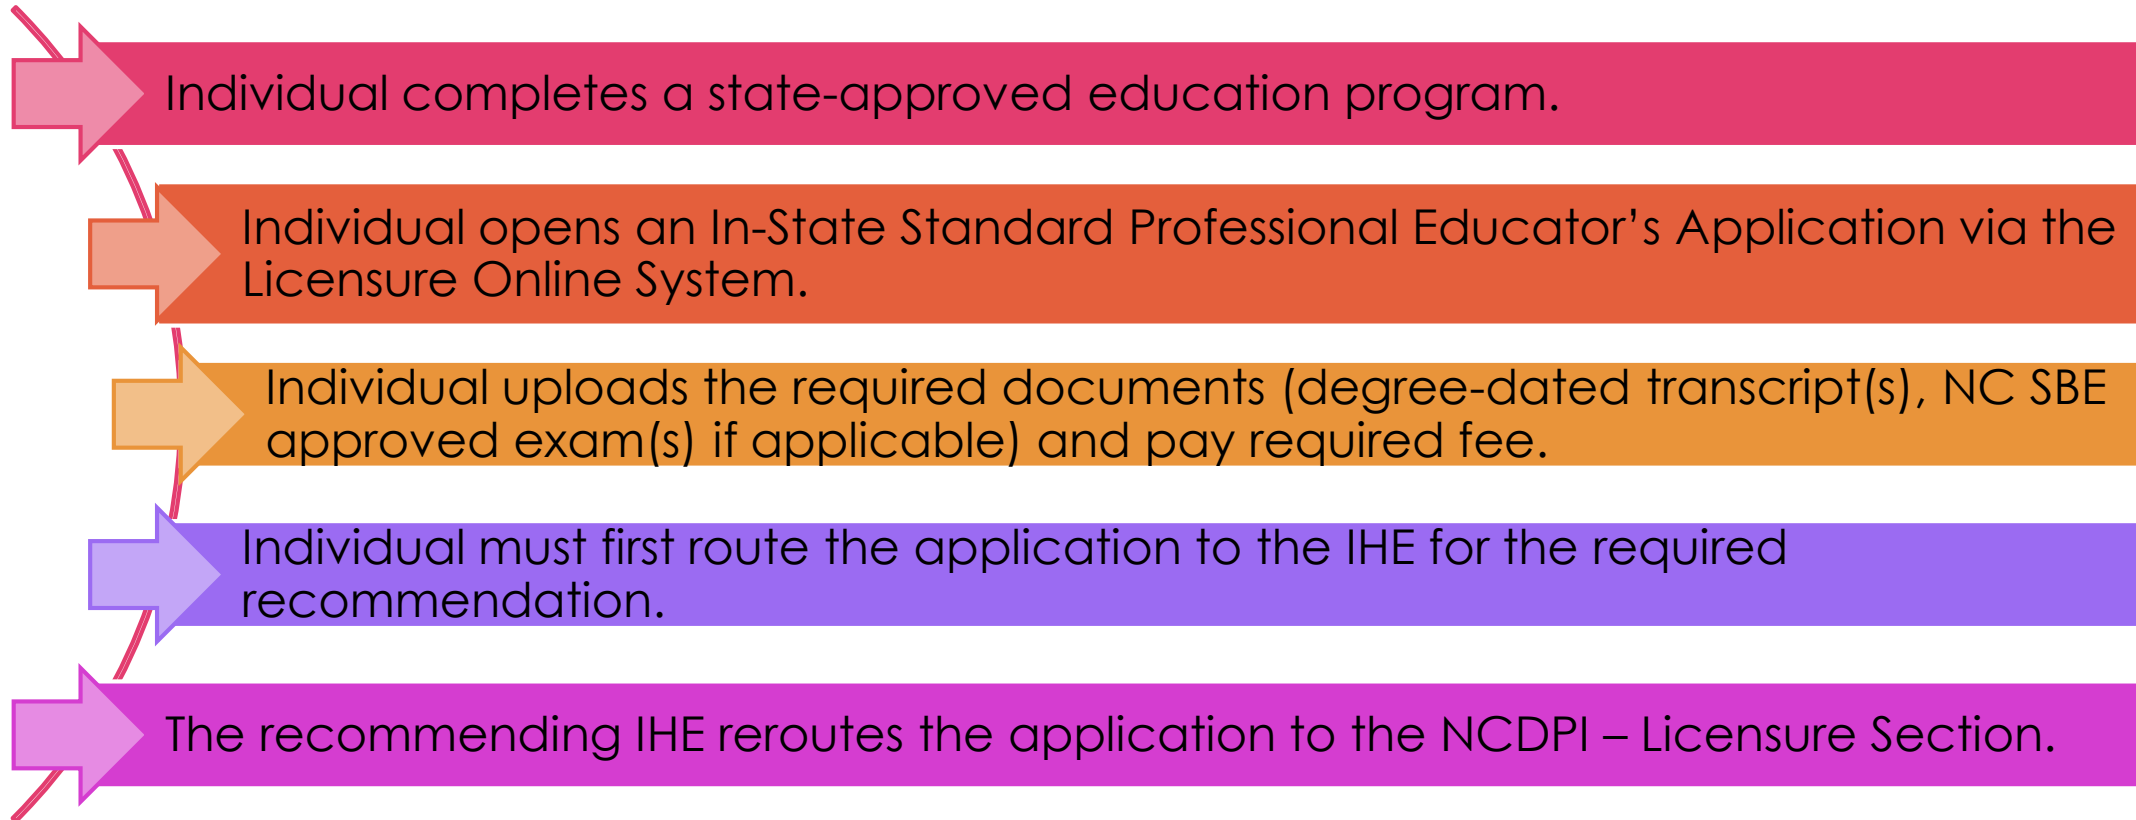 Individual completes a state-approved education program.
Individual opens an In-State Standard Professional Educator’s Application via the
Licensure Online System.
Individual uploads the required documents (degree-dated transcript(s), NC SBE
approved exam(s) if applicable) and pay required fee.
Individual must first route the application to the IHE for the required
recommendation.
The recommending IHE reroutes the application to the NCDPI – Licensure Section.